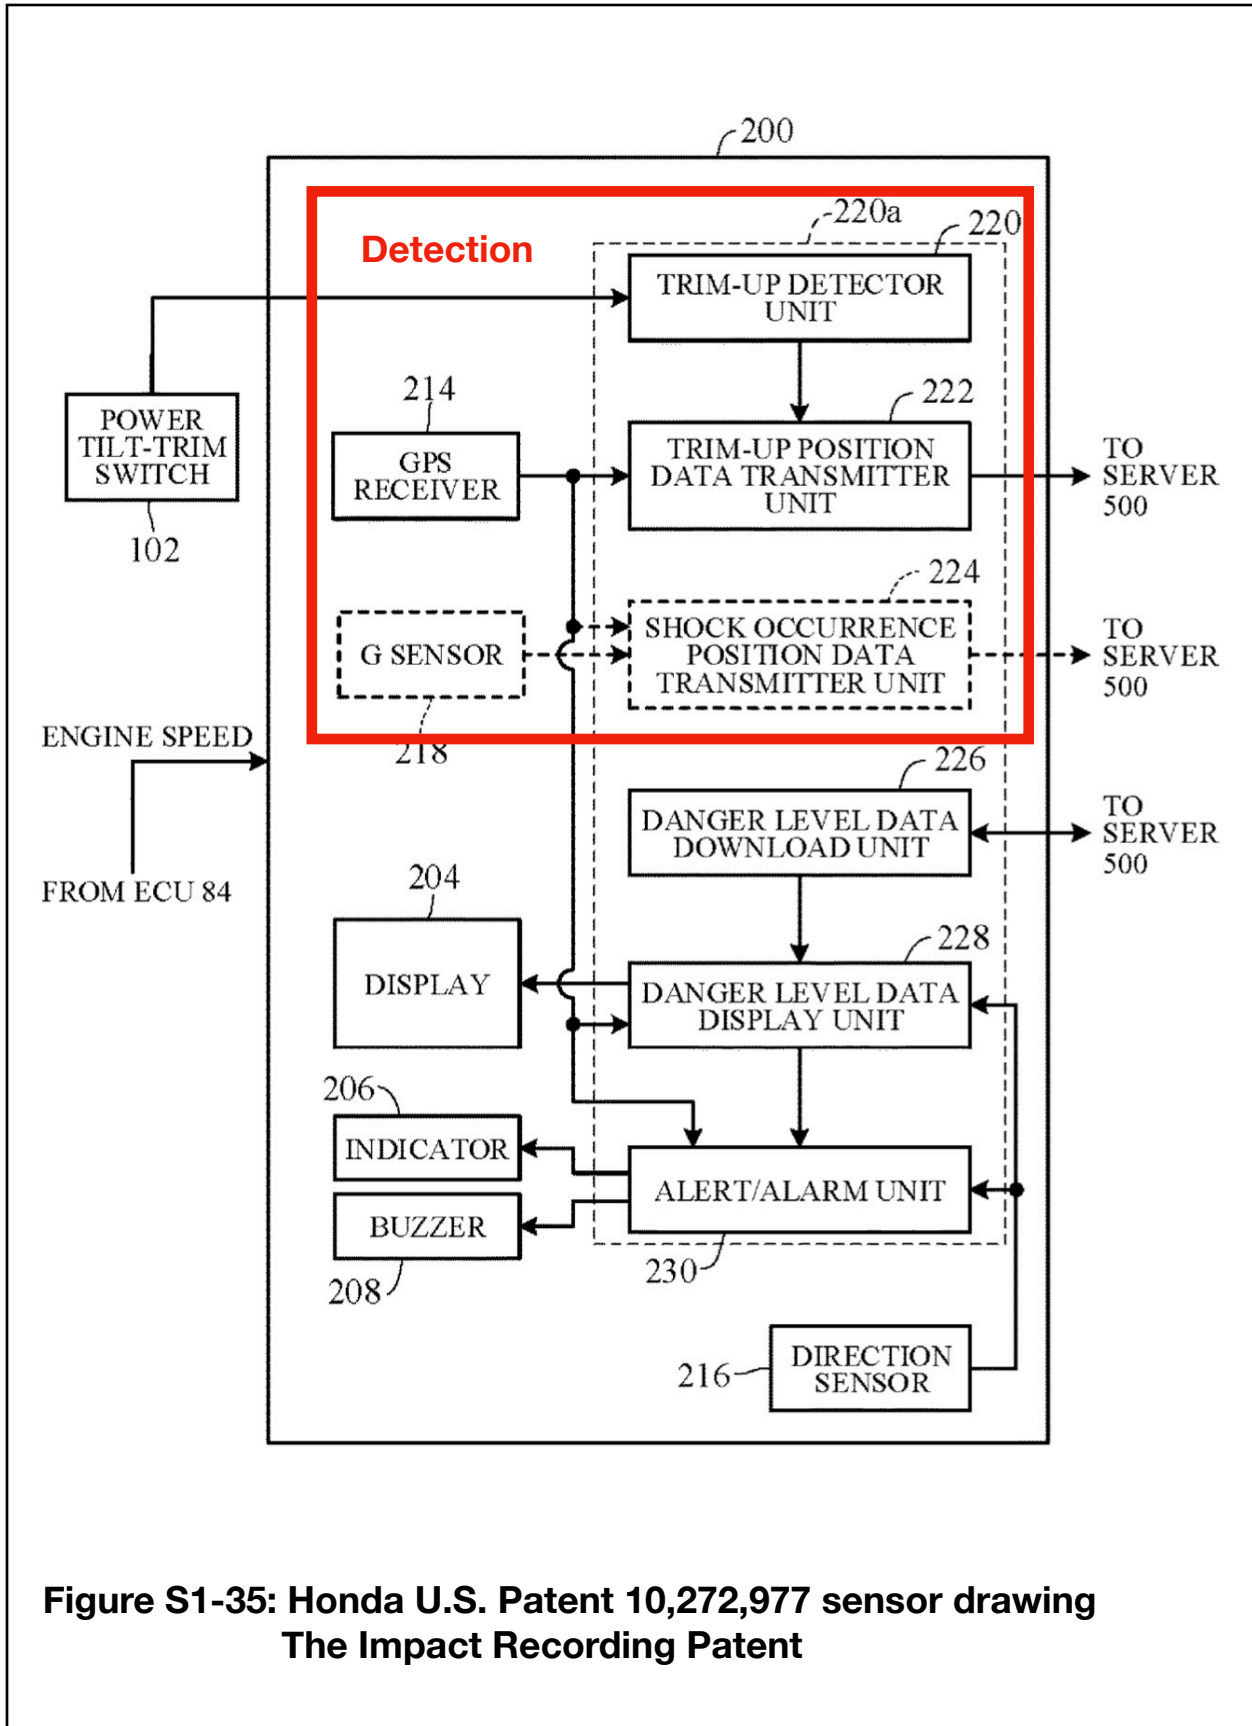 200
220a
220
Detection
TRIM-UP DETECTOR
UNIT
214
222
POWER
TILT-TRIM
SWITCH
GPS
RECEIVER
TRIM-UP POSITION
DATA TRANSMITTER
UNIT
TO
SERVER
500
102
224
G SENSOR
SHOCK OCCURRENCE
POSITION DATA
TRANSMITTER UNIT
TO
SERVER
500
218
ENGINE SPEED
226
DANGER LEVEL DATA
DOWNLOAD UNIT
TO
SERVER
500
FROM ECU 84
204
228
DISPLAY
DANGER LEVEL DATA
DISPLAY UNIT
206
INDICATOR
ALERT/ALARM UNIT
BUZZER
208
230
216
DIRECTION
SENSOR
Figure S1-35: Honda U.S. Patent 10,272,977 sensor drawing
The Impact Recording Patent